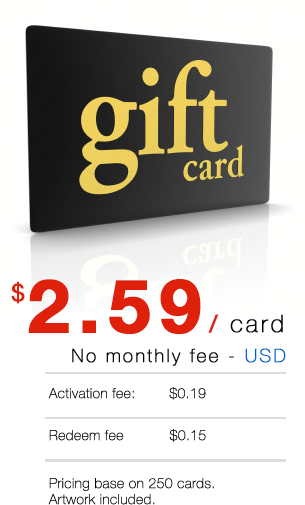 gift
card
$2.59 / card
No monthly fee - USD
Activation fee: $0.19
Redeem fee $0.15
Pricing base on 250 cards.
Artwork included.